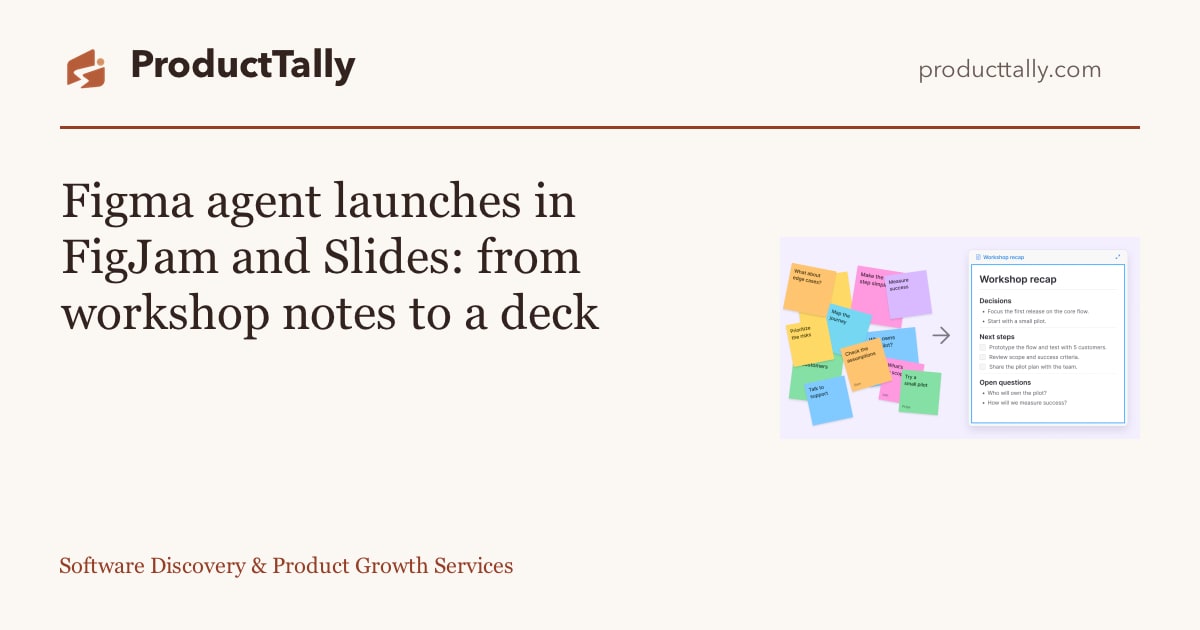 ProductTally
producttally.com
Figma agent launches in
FigJam and Slides: from
workshop notes to a deck
What about
edge cases?
Make the
step simple
Measure
success
Map the
journey
Prioritize
the risks
Check the
assumptions
Talk to
support
What's
Try a
small pilot
Workshop recap
Workshop recap
Decisions
• Focus the first release on the core flow.
• Start with a small pilot.
Next steps
Prototype the flow and test with 5 customers.
Review scope and success criteria.
Share the pilot plan with the team.
Open questions
• Who will own the pilot?
• How will we measure success?
Software Discovery & Product Growth Services